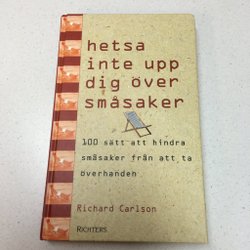 hetsa
inte upp
dig över
småsaker
100 sätt att hindra
småsaker från att ta
överhanden
Richard Carlson
RICHTERS